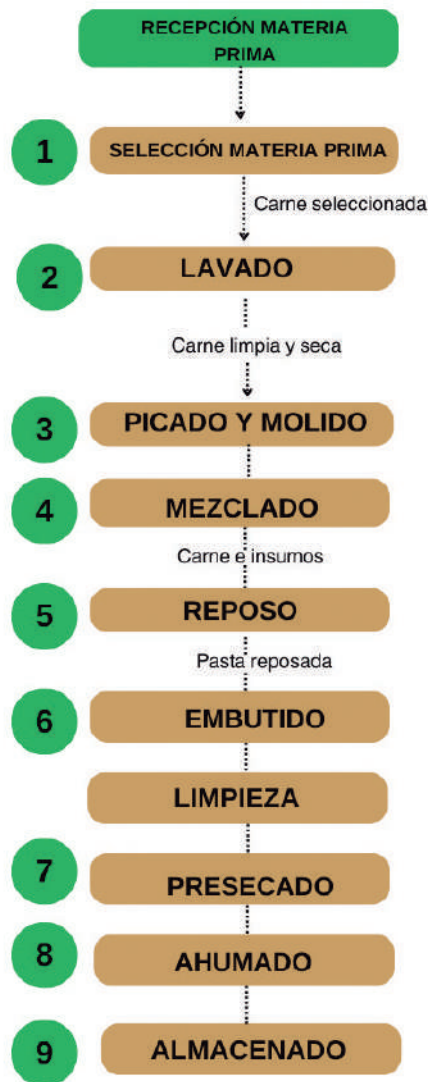 RECEPCIÓN MATERIA
PRIMA
1
SELECCIÓN MATERIA PRIMA
Carne seleccionada
2
LAVADO
Carne limpia y seca
3
PICADO Y MOLIDO
4
MEZCLADO
Carne e insumos
5
REPOSO
Pasta reposada
6
EMBUTIDO
LIMPIEZA
7
PRESECADO
8
AHUMADO
9
ALMACENADO